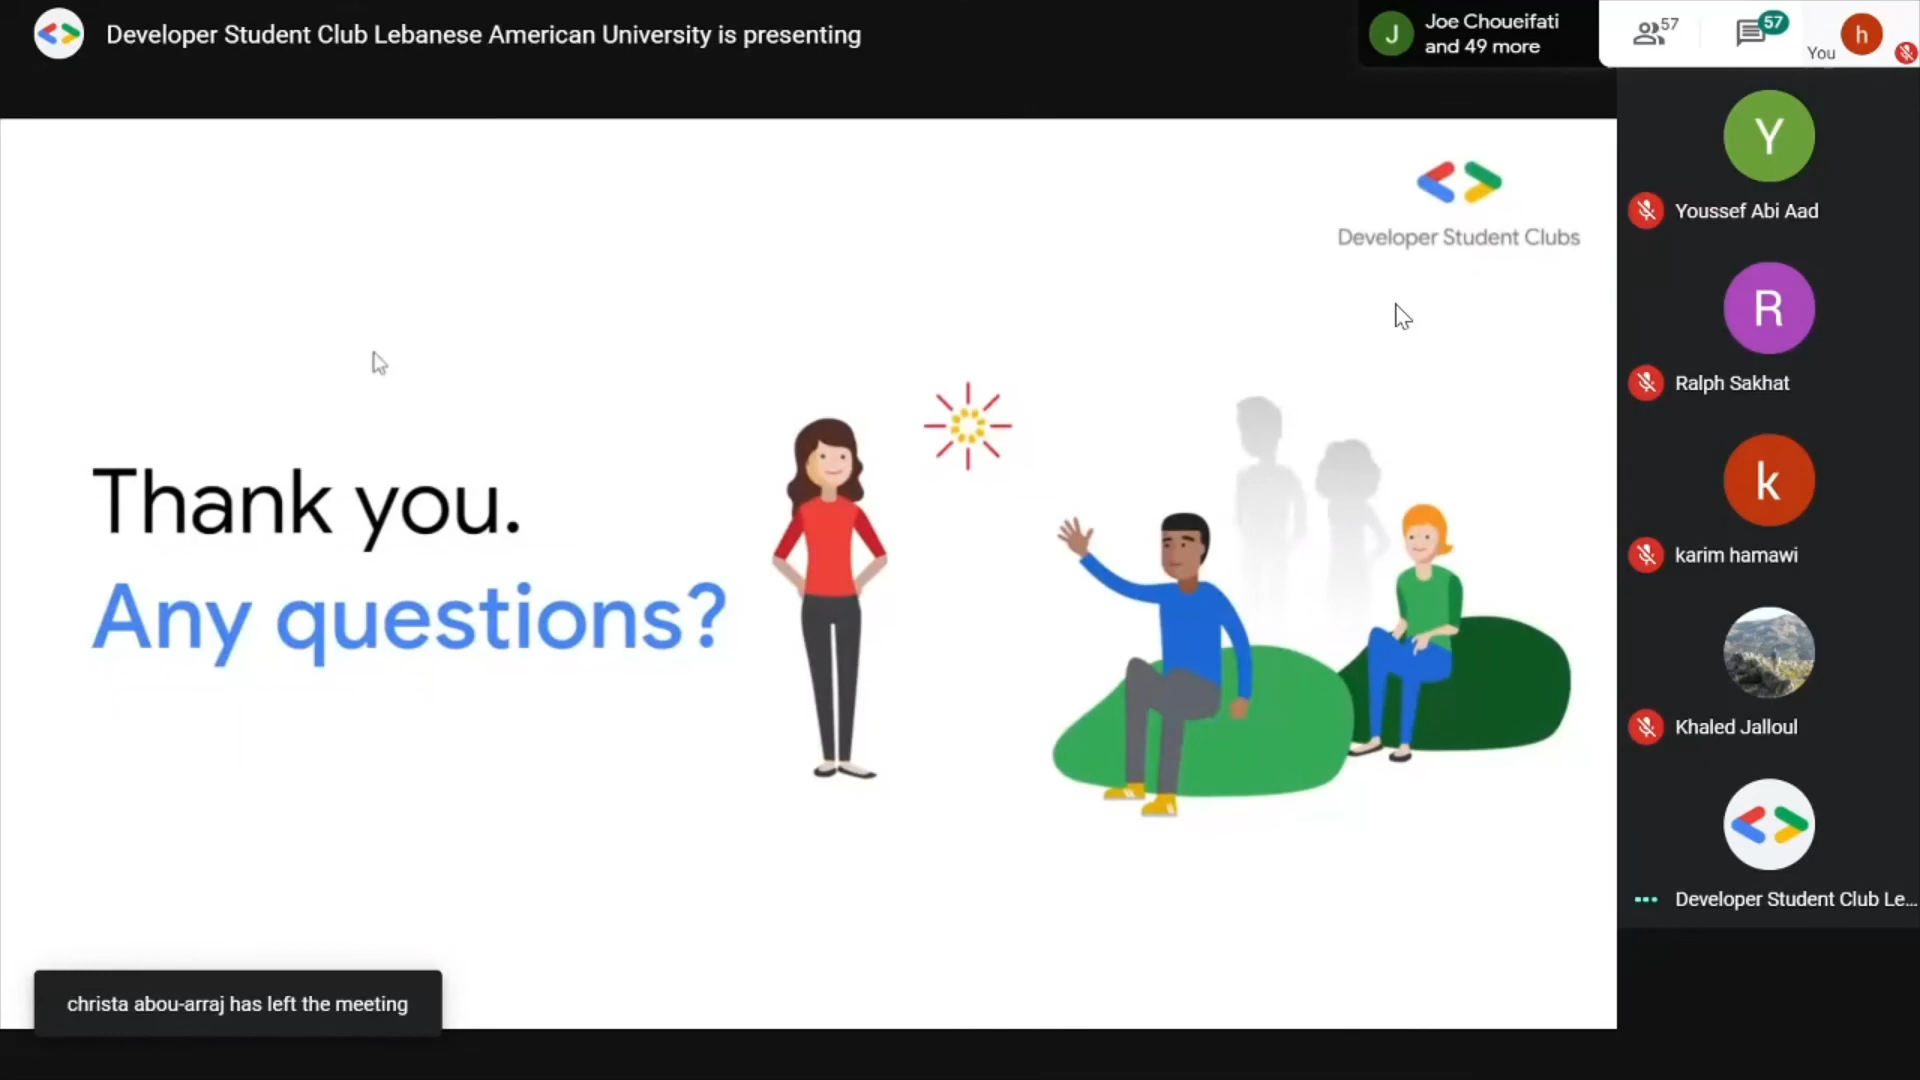 Developer Student Club Lebanese American University is presenting
J
Joe Choueifati
and 49 more
57
57
You
h
Developer Student Clubs
Thank you.
Any questions?
Y
Youssef Abi Aad
R
Ralph Sakhat
k
karim hamawi
Khaled Jalloul
Developer Student Club Le...
christa abou-arraj has left the meeting